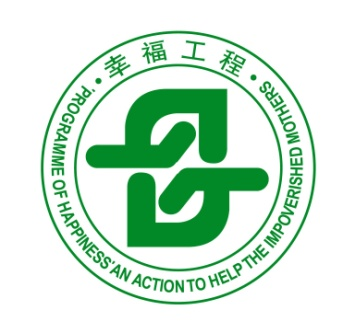 ·幸福工程·
'PROGRAMME OF HAPPINESS'AN ACTION TO HELP THE IMPOVERISHED MOTHERS